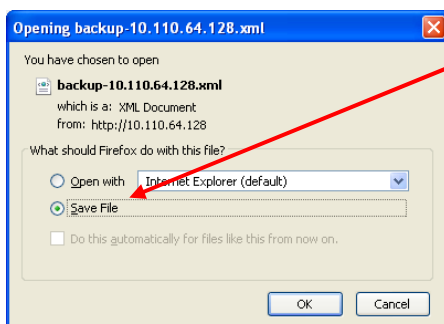 Opening backup-10.110.64.128.xml
You have chosen to open
backup-10.110.64.128.xml
which is a: XML Document
from: http://10.110.64.128
What should Firefox do with this file?
Open with Internet Explorer (default)
Save File
Do this automatically for files like this from now on.
OK Cancel